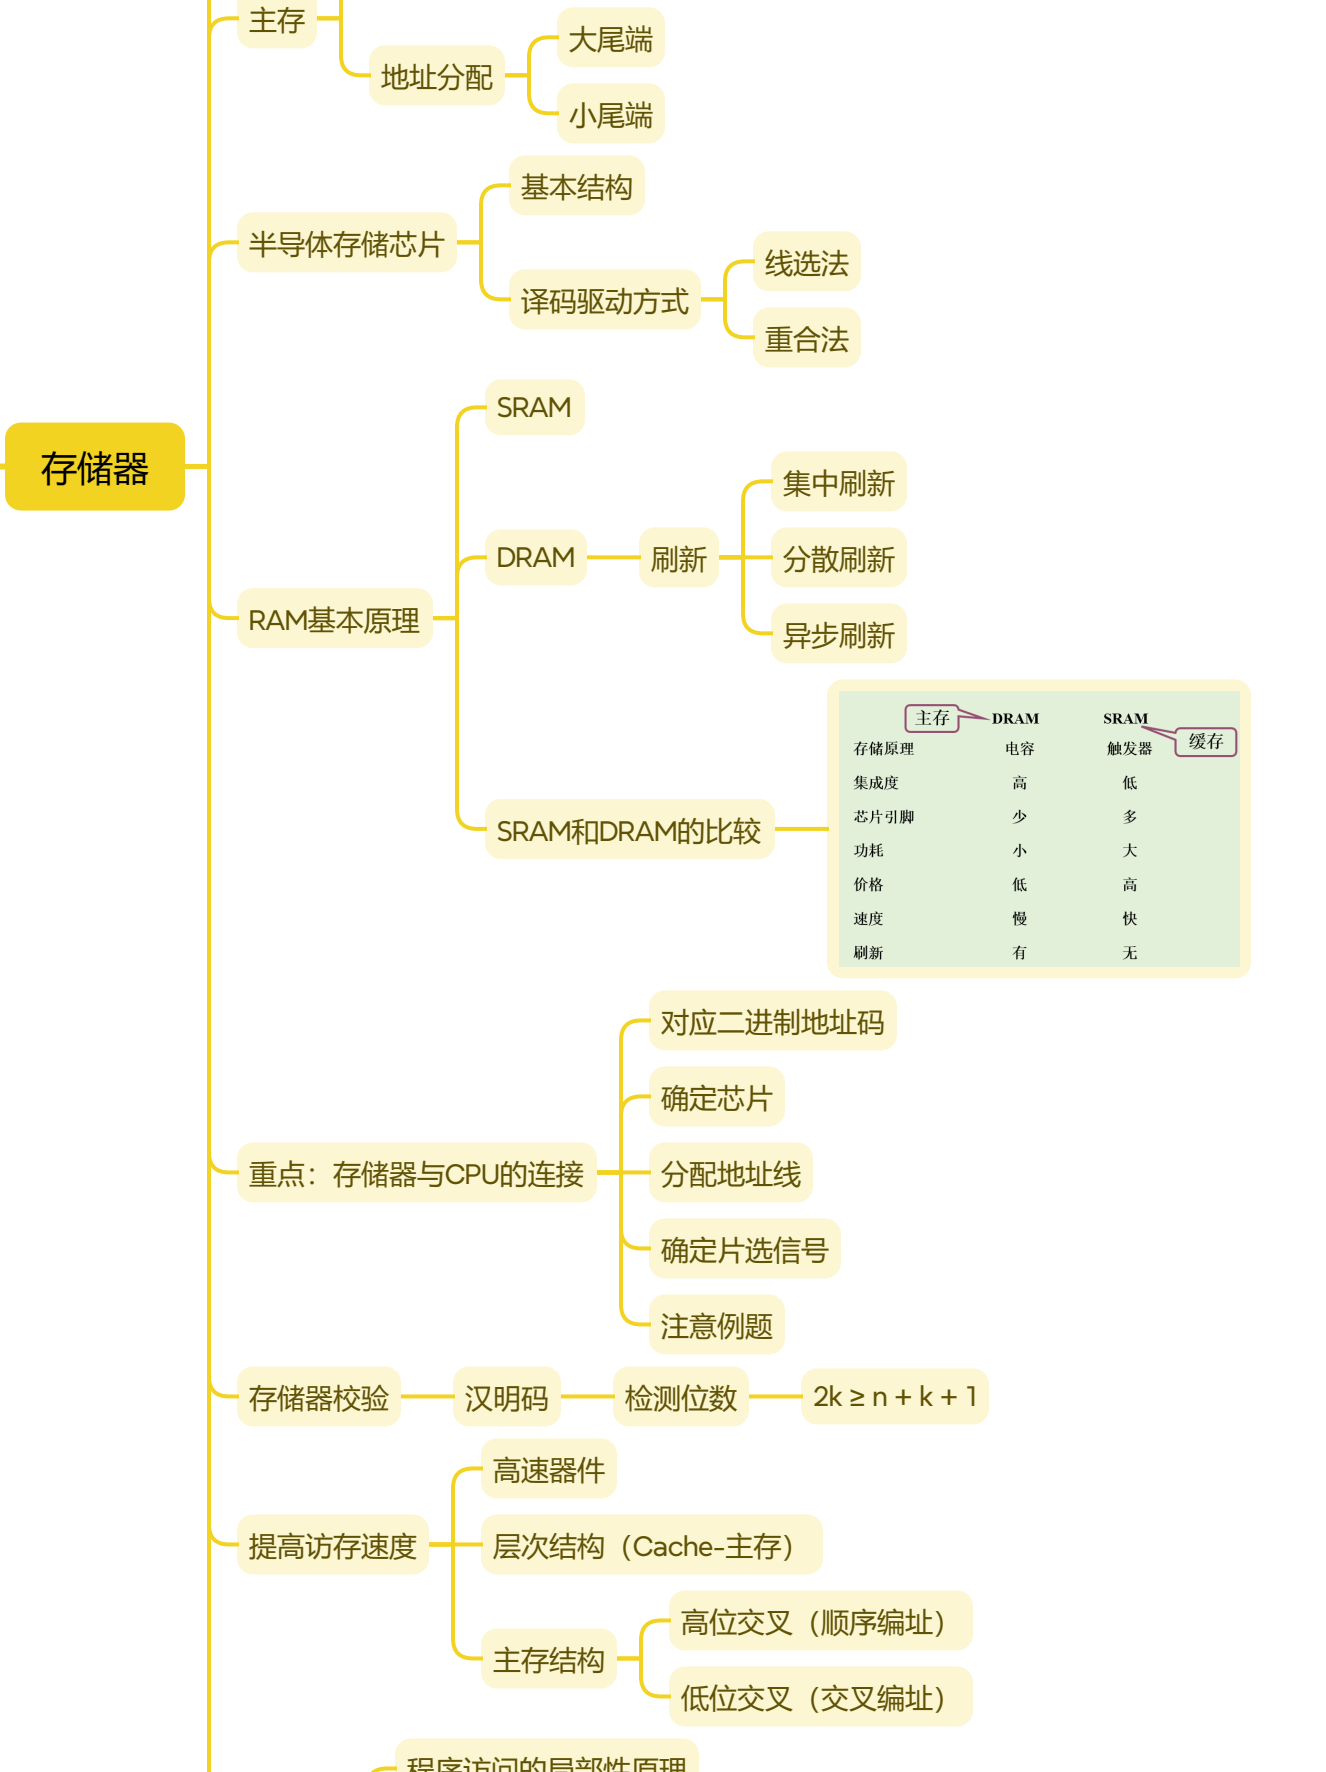 主存
地址分配
大尾端
小尾端
半导体存储芯片
基本结构
译码驱动方式
线选法
重合法
存储器
RAM基本原理
SRAM
DRAM
刷新
集中刷新
分散刷新
异步刷新
SRAM和DRAM的比较
主存 DRAM SRAM
缓存
存储原理 电容 触发器
集成度 高 低
芯片引脚 少 多
功耗 小 大
价格 低 高
速度 慢 快
刷新 有 无
重点：存储器与CPU的连接
对应二进制地址码
确定芯片
分配地址线
确定片选信号
注意例题
存储器校验
汉明码
检测位数
2k ≥ n + k + 1
提高访存速度
高速器件
层次结构（Cache-主存）
主存结构
高位交叉（顺序编址）
低位交叉（交叉编址）
程序访问的局部性原理